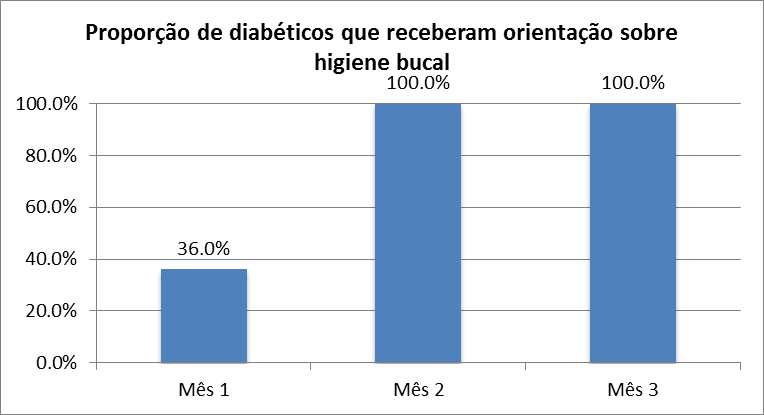 Proporção de diabéticos que receberam orientação sobre
higiene bucal
100.0% 100.0%
100.0%
80.0%
60.0%
36.0%
40.0%
20.0%
0.0%
Mês 1 Mês 2 Mês 3